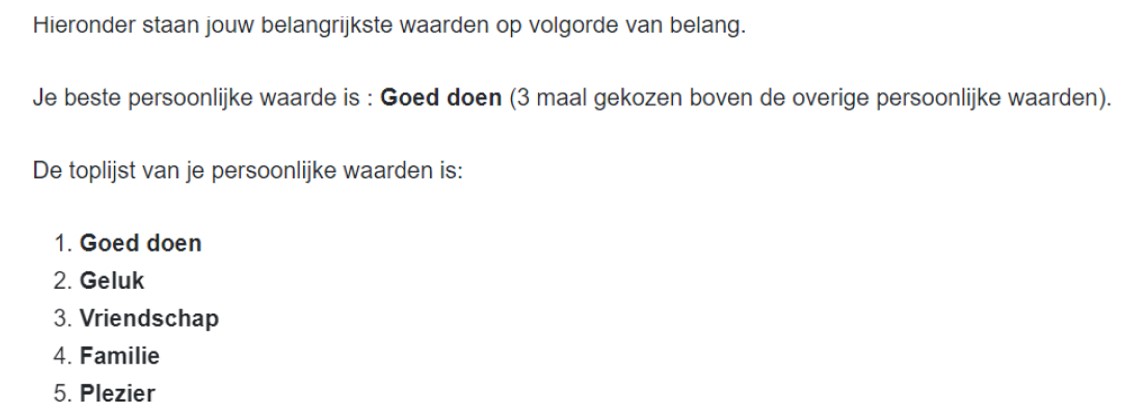 Hieronder staan jouw belangrijkste waarden op volgorde van belang.
Je beste persoonlijke waarde is : Goed doen (3 maal gekozen boven de overige persoonlijke waarden).
De toplijst van je persoonlijke waarden is:
1. Goed doen
2. Geluk
3. Vriendschap
4. Familie
5. Plezier